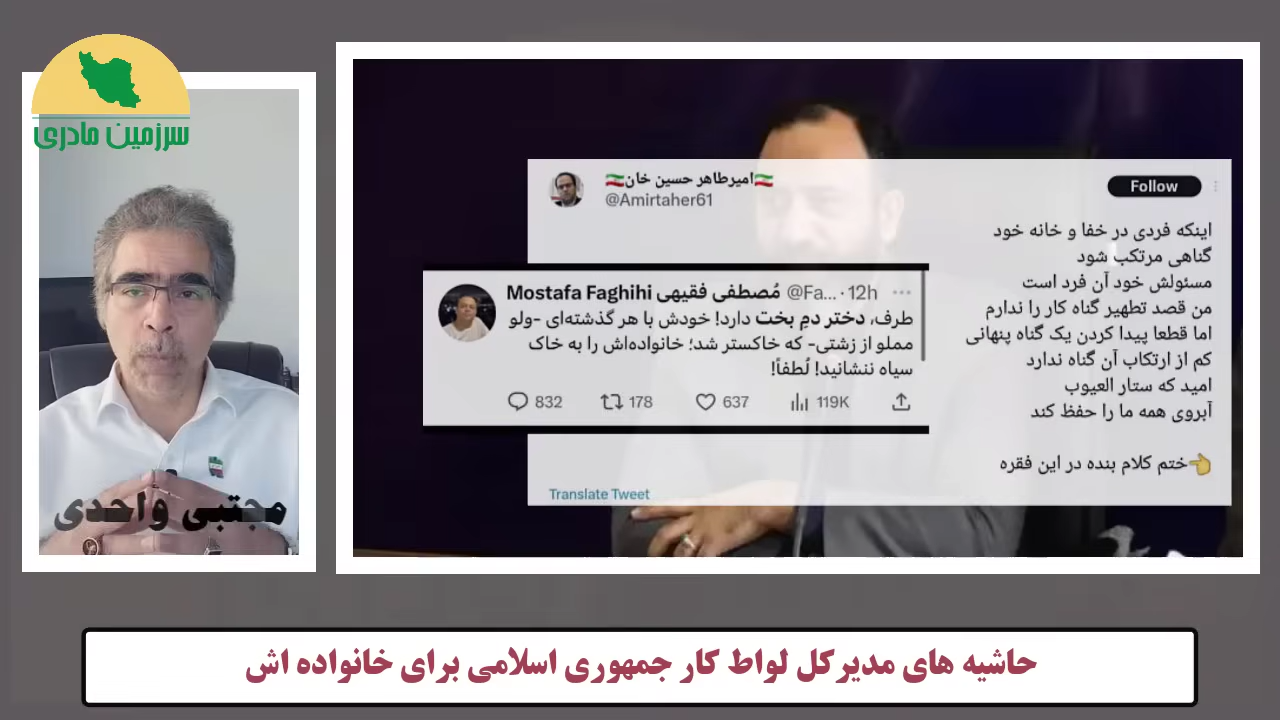 سرزمین مادری
مجتبی وأحدی
🇮🇷امیرطاهر حسین خان🇮🇷
@Amirtaher61
Follow
اینکه فردی در خفا و خانه خود
گناهی مرتکب شود
مسئولش خود آن فرد است
من قصد تطهیر گناه کار را ندارم
اما قطعا پیدا کردن یک گناه پنهانی
کم از ارتکاب آن گناه ندارد
امید که ستار العیوب
آبروی همه ما را حفظ کند
👈ختم کلام بنده در این فقره
Translate Tweet
Mostafa Faghihi مُصطفی فقیهی @Fa... · 12h
طرف، دختر دمِ بخت دارد! خودش با هر گذشته‌ای -ولو
مملو از زشتی- که خاکستر شد؛ خانواده‌اش را به خاک
سیاه ننشانید! لُطفاً!
832 178 637 119K
حاشیه های مدیرکل لواط کار جمهوری اسلامی برای خانواده اش